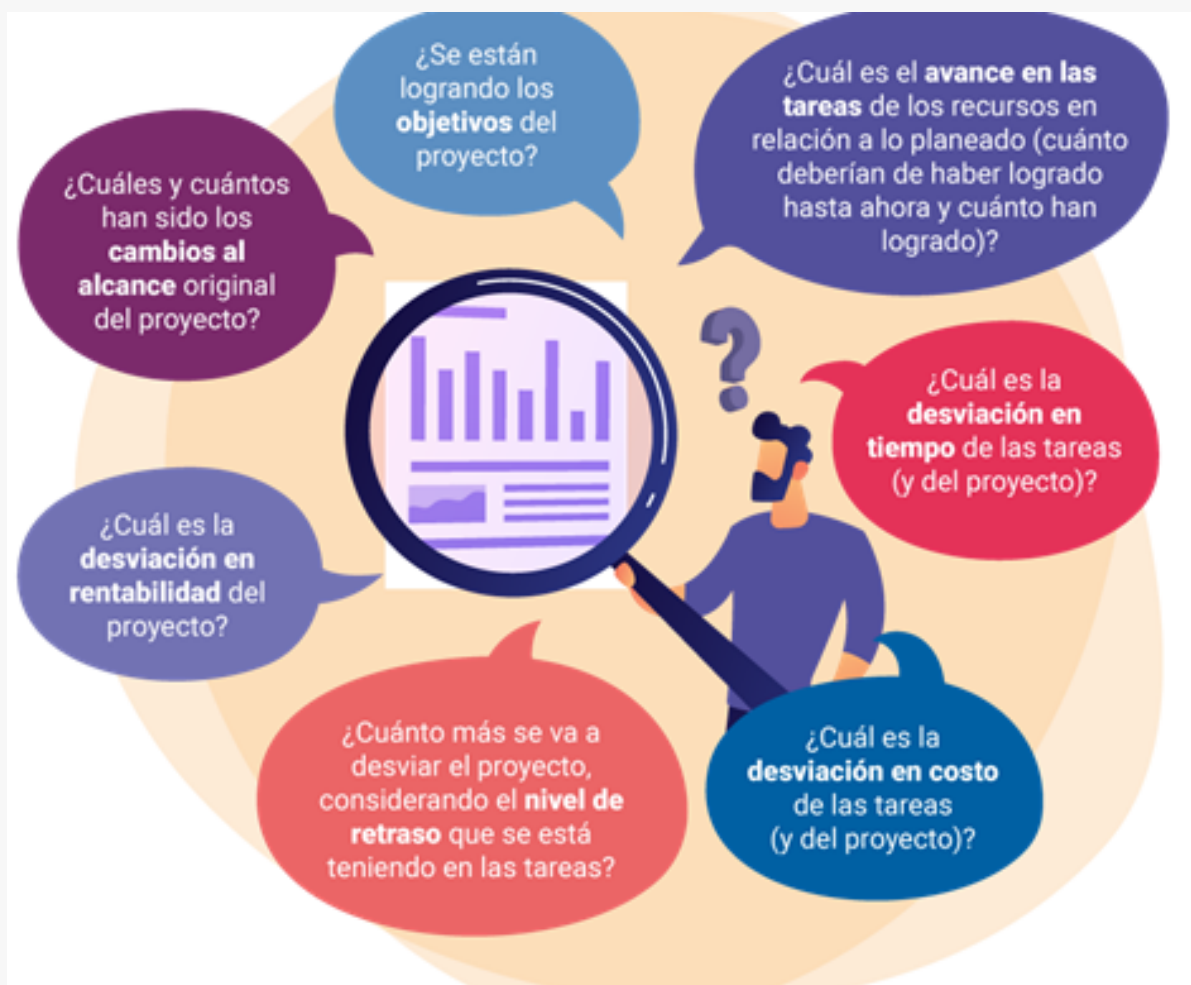 ¿Se están
logrando los
objetivos del
proyecto?
¿Cuál es el avance en las
tareas de los recursos en
relación a lo planeado (cuánto
deberían de haber logrado
hasta ahora y cuánto han
logrado)?
¿Cuáles y cuántos
han sido los
cambios al
alcance original
del proyecto?
¿Cuál es la
desviación en
tiempo de las tareas
(y del proyecto)?
¿Cuál es la
desviación en
rentabilidad del
proyecto?
¿Cuánto más se va a
desviar el proyecto,
considerando el nivel de
retraso que se está
teniendo en las tareas?
¿Cuál es la
desviación en costo
de las tareas
(y del proyecto)?
?